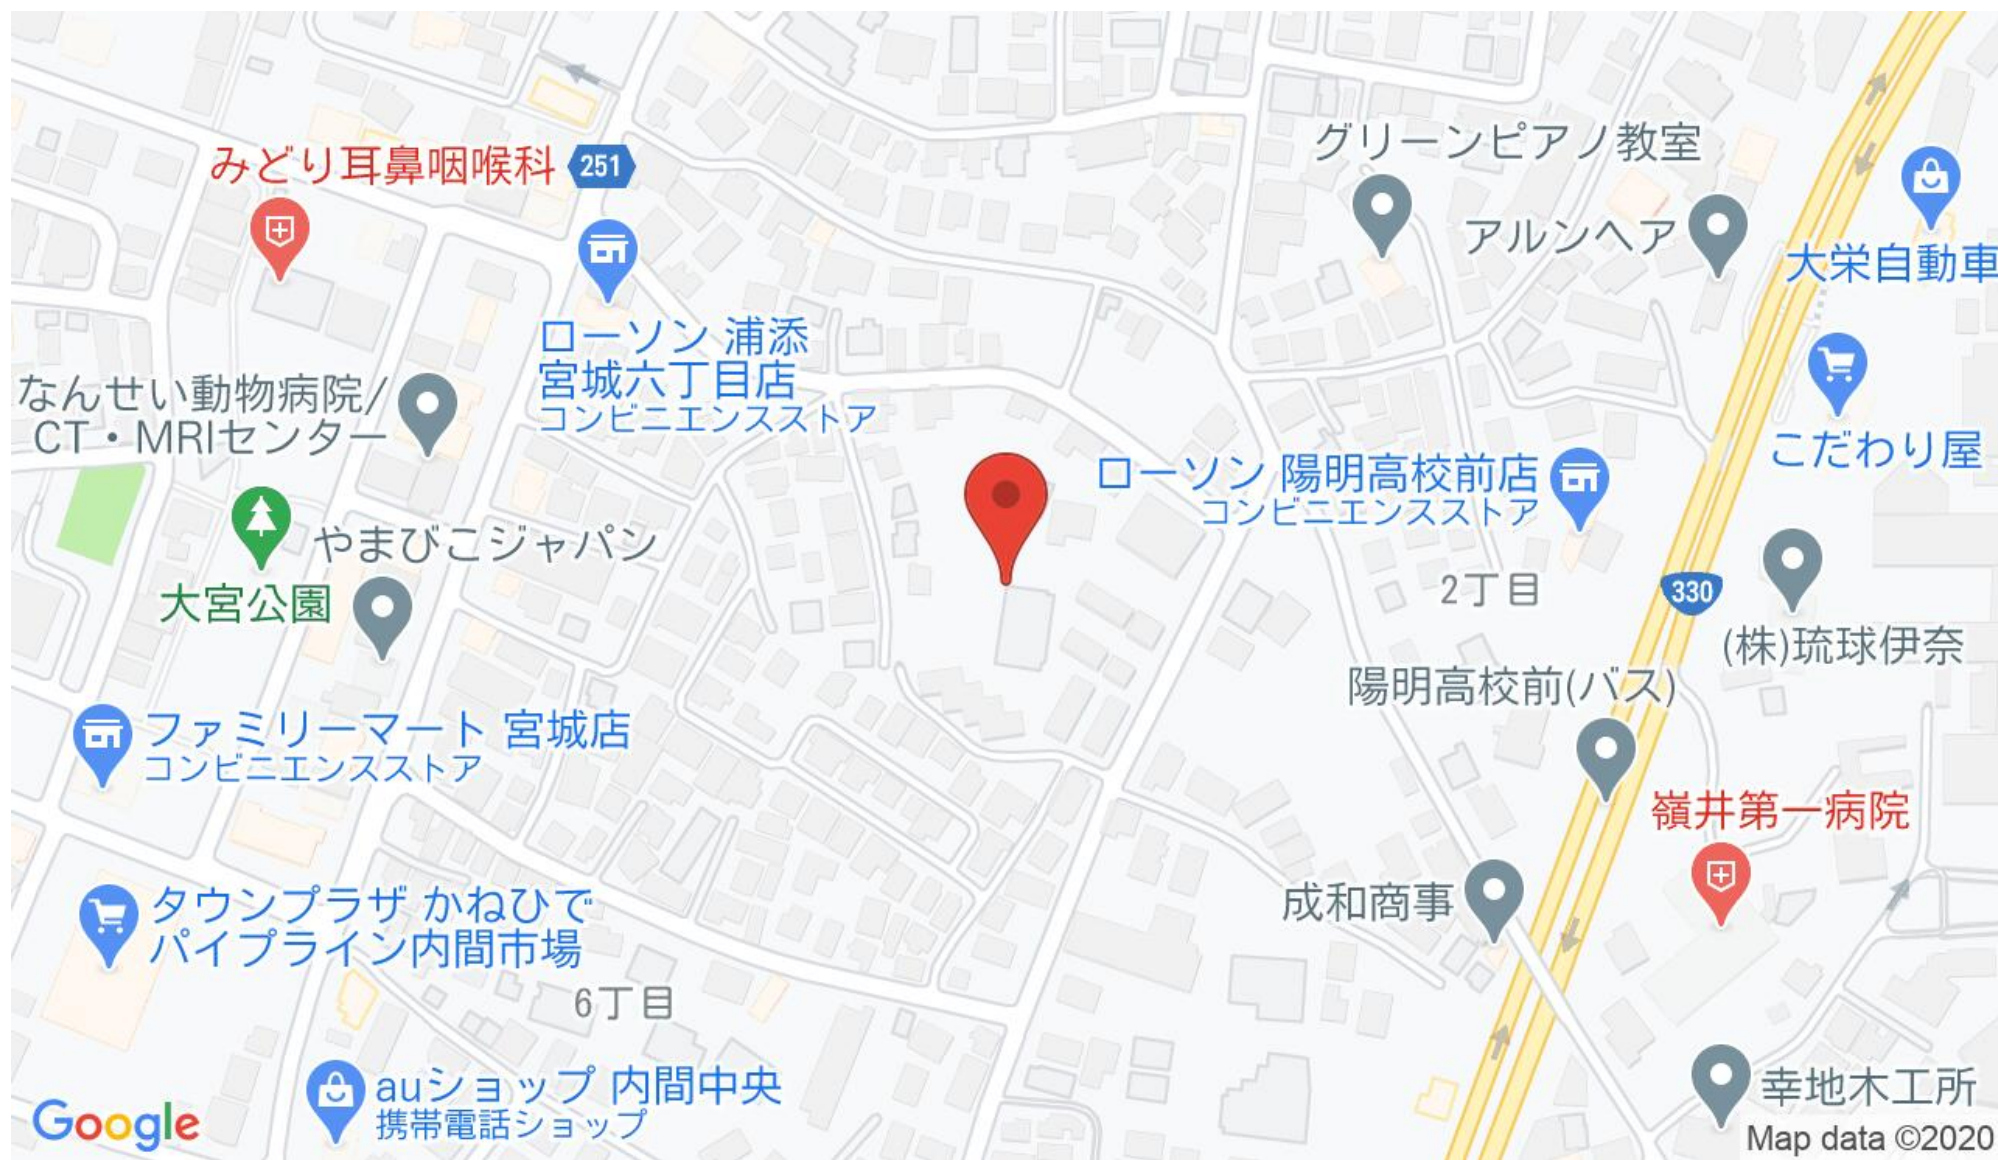 グリーンピアノ教室
みどり耳鼻咽喉科
251
アルンヘア
大栄自動車
ローソン 浦添
宮城六丁目店
コンビニエンスストア
なんせい動物病院/
CT・MRIセンター
こだわり屋
ローソン 陽明高校前店
コンビニエンスストア
やまびこジャパン
大宮公園
2丁目
330
(株)琉球伊奈
陽明高校前(バス)
ファミリーマート 宮城店
コンビニエンスストア
嶺井第一病院
成和商事
タウンプラザ かねひで
パイプライン内間市場
6丁目
auショップ 内間中央
携帯電話ショップ
幸地木工所
Google
Map data ©2020